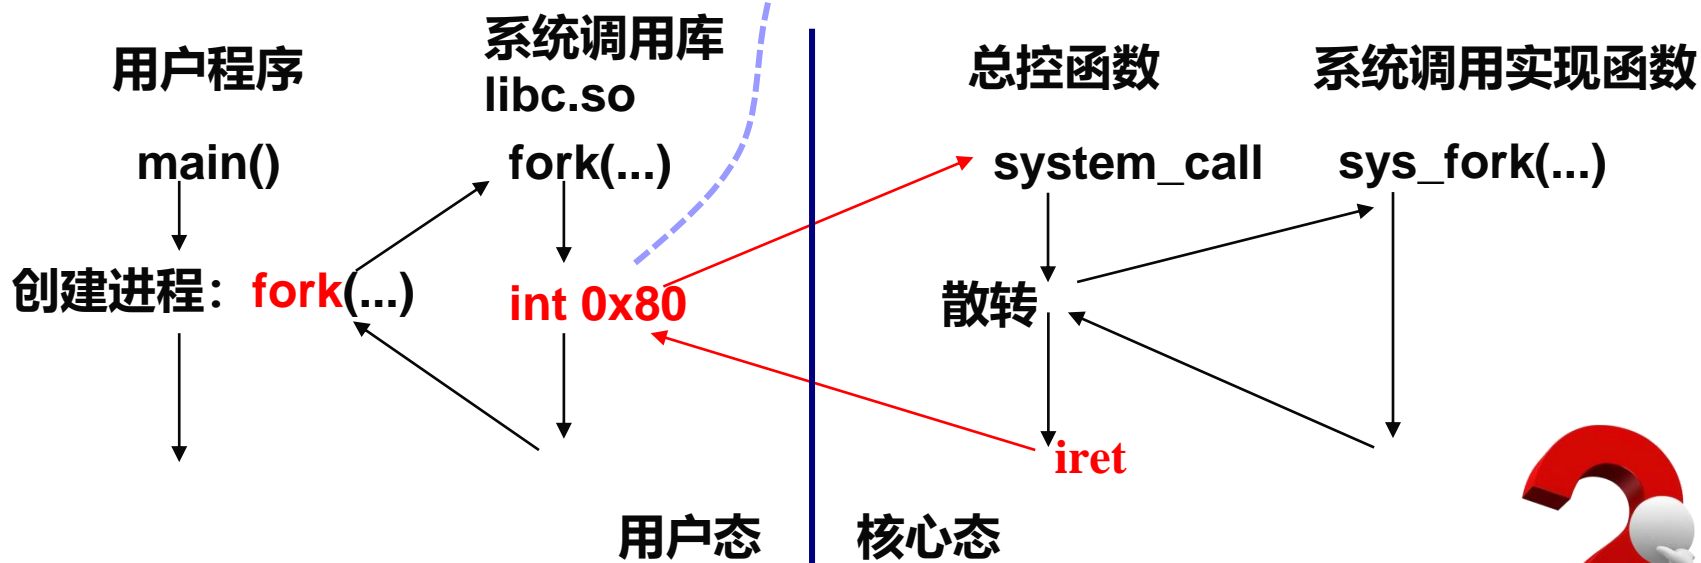 用户程序
系统调用库
libc.so
总控函数
系统调用实现函数
main()
fork(...)
system_call
sys_fork(...)
创建进程：fork(...)
int 0x80
散转
iret
用户态
核心态